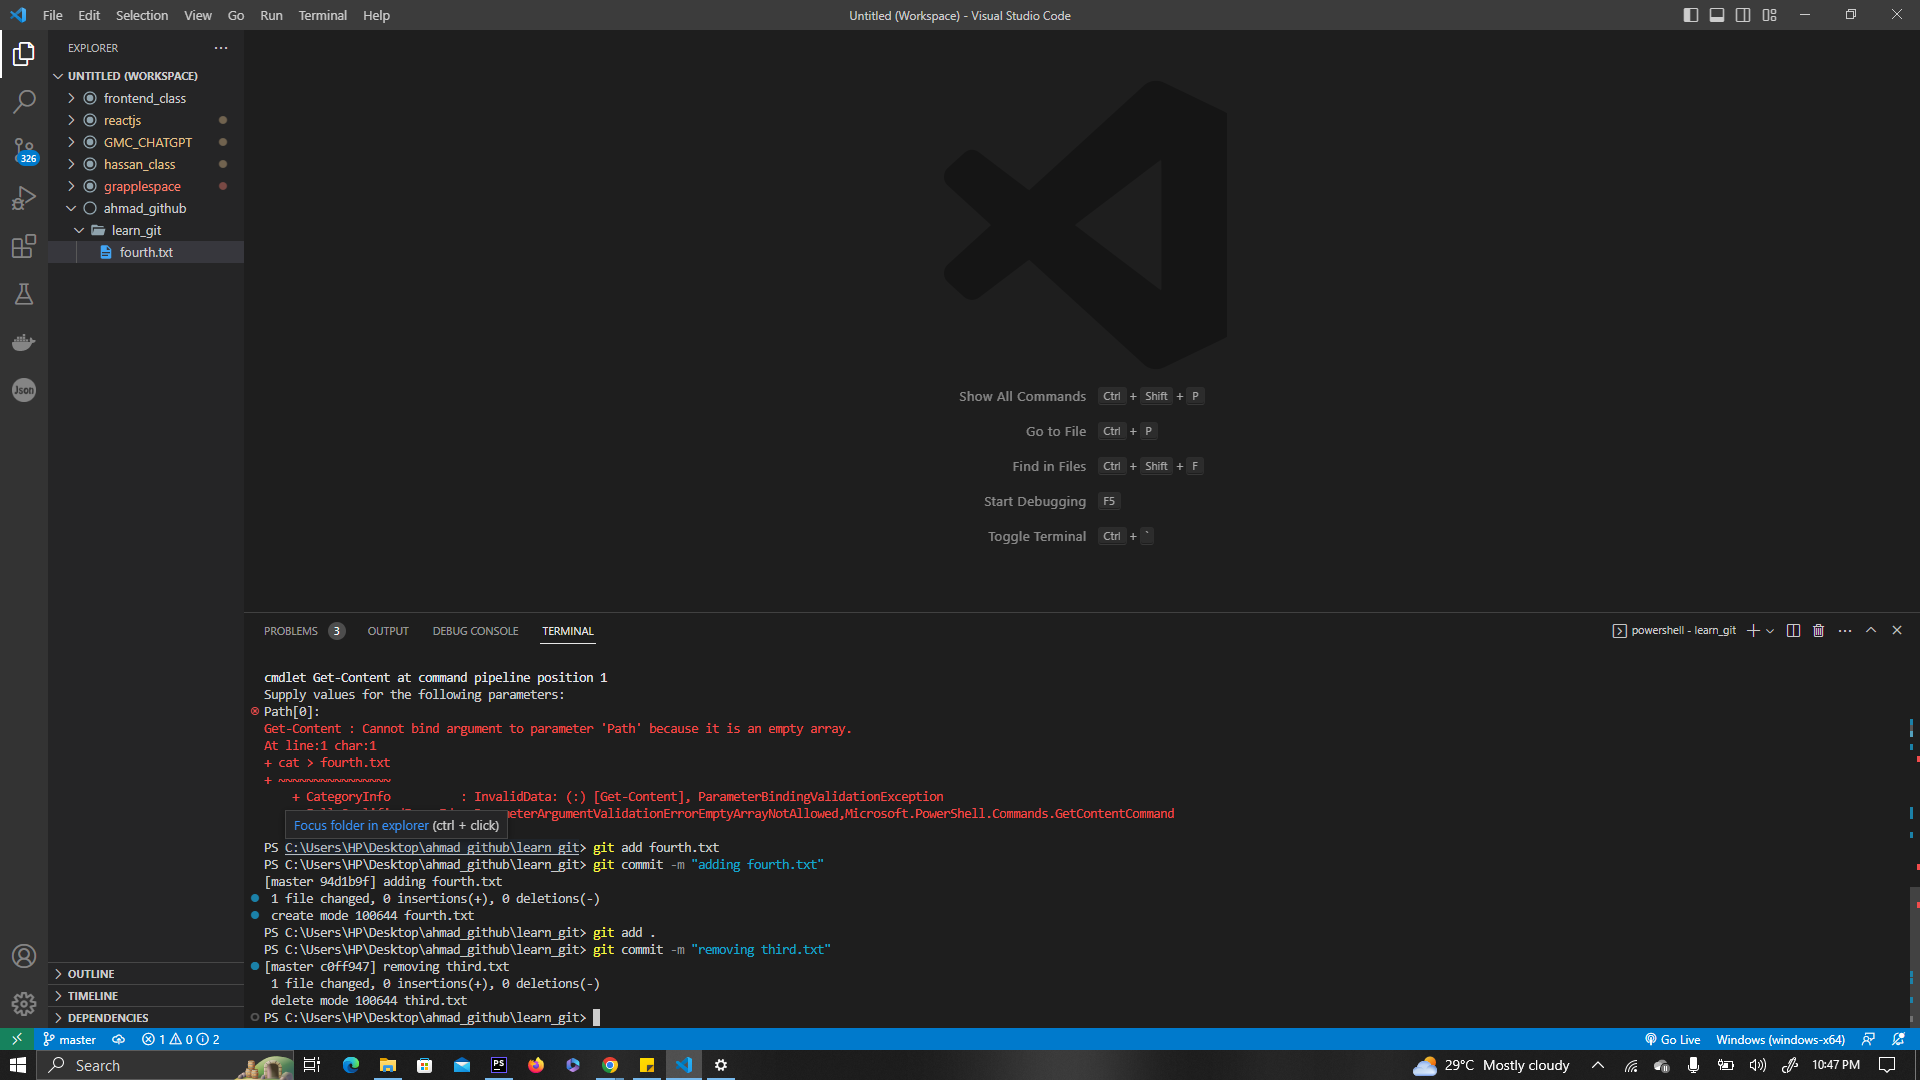 File Edit Selection View Go Run Terminal Help
Untitled (Workspace) - Visual Studio Code
EXPLORER
UNTITLED (WORKSPACE)
frontend_class
reactjs
GMC_CHATGPT
hassan_class
grapplespace
ahmad_github
learn_git
fourth.txt
326
Json
Show All Commands Ctrl + Shift + P
Go to File Ctrl + P
Find in Files Ctrl + Shift + F
Start Debugging F5
Toggle Terminal Ctrl + `
PROBLEMS 3 OUTPUT DEBUG CONSOLE TERMINAL
powershell - learn_git
cmdlet Get-Content at command pipeline position 1
Supply values for the following parameters:
Path[0]:
Get-Content : Cannot bind argument to parameter 'Path' because it is an empty array.
At line:1 char:1
+ cat > fourth.txt
+ ~~~~~~~~~~~~~~~~
+ CategoryInfo : InvalidData: (:) [Get-Content], ParameterBindingValidationException
eterArgumentValidationErrorEmptyArrayNotAllowed,Microsoft.PowerShell.Commands.GetContentCommand
Focus folder in explorer (ctrl + click)
PS C:\Users\HP\Desktop\ahmad_github\learn_git> git add fourth.txt
PS C:\Users\HP\Desktop\ahmad_github\learn_git> git commit -m "adding fourth.txt"
[master 94d1b9f] adding fourth.txt
1 file changed, 0 insertions(+), 0 deletions(-)
create mode 100644 fourth.txt
PS C:\Users\HP\Desktop\ahmad_github\learn_git> git add .
PS C:\Users\HP\Desktop\ahmad_github\learn_git> git commit -m "removing third.txt"
[master c0ff947] removing third.txt
1 file changed, 0 insertions(+), 0 deletions(-)
delete mode 100644 third.txt
PS C:\Users\HP\Desktop\ahmad_github\learn_git>
OUTLINE
TIMELINE
DEPENDENCIES
master 1 0 2
Go Live Windows (windows-x64)
Search
PS
29°C Mostly cloudy
10:47 PM